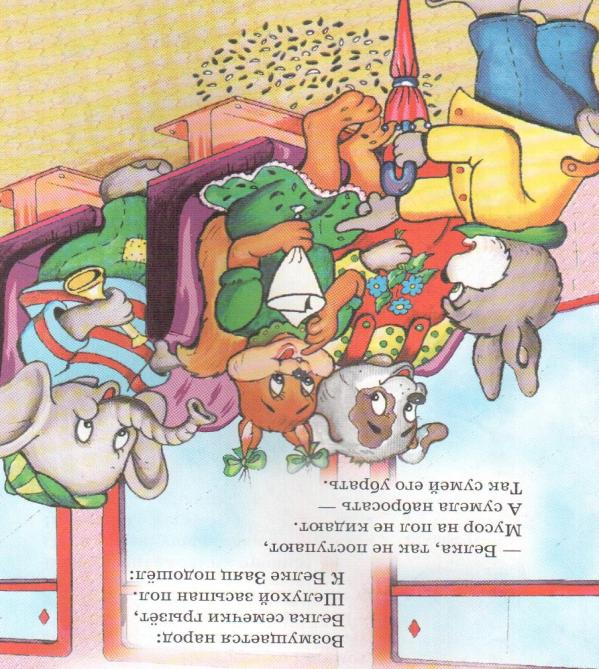 Возмущается народ:
Белка семечки грызёт,
Шелухой засыпан пол.
К Белке Заяц подошёл:
— Белка, так не поступают,
Мусор на пол не кидают.
А сумела набросать —
Так сумей его убрать.